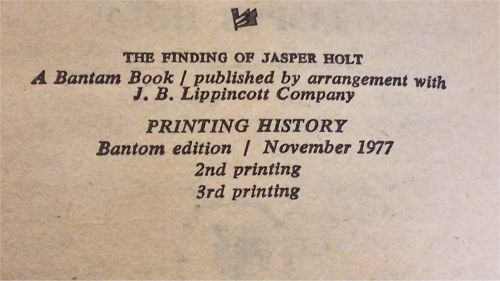 THE FINDING OF JASPER HOLT
A Bantam Book / published by arrangement with
J. B. Lippincott Company
PRINTING HISTORY
Bantom edition / November 1977
2nd printing
3rd printing